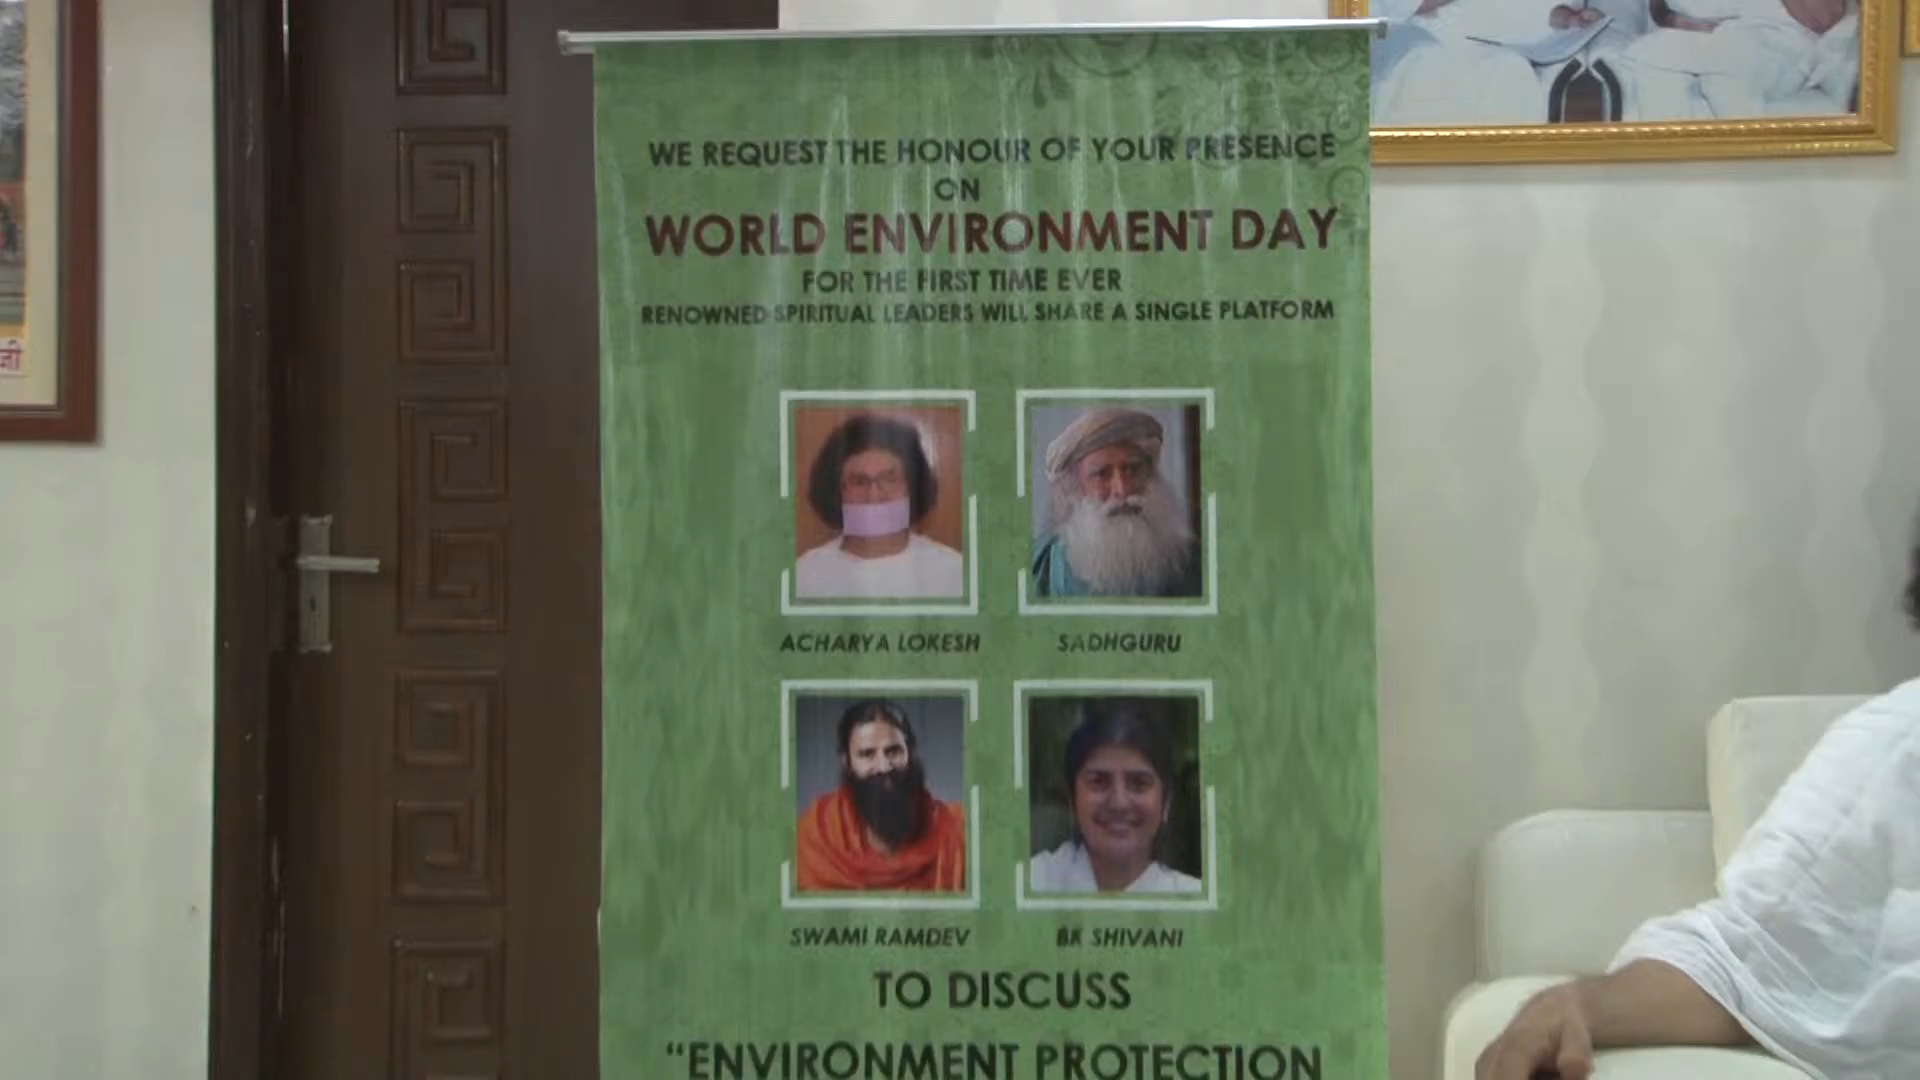 WE REQUEST THE HONOUR OF YOUR PRESENCE
ON
WORLD ENVIRONMENT DAY
FOR THE FIRST TIME EVER
RENOWNED SPIRITUAL LEADERS WILL SHARE A SINGLE PLATFORM
ACHARYA LOKESH
SADHGURU
SWAMI RAMDEV
BK SHIVANI
TO DISCUSS
“ENVIRONMENT PROTECTION